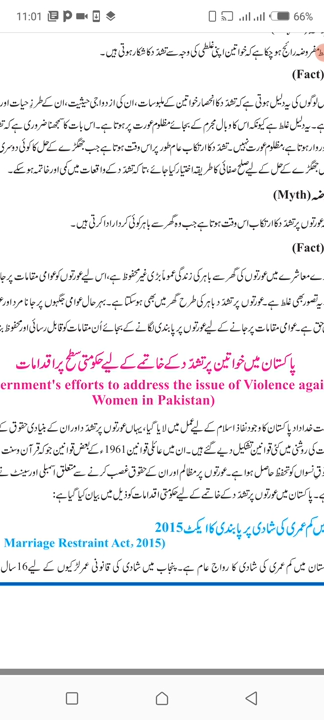 11:01
66%
مفروضہ رائج ہو چکا ہے کہ خواتین اپنی غلطی کی وجہ سے تشدد کا شکار ہوتی ہیں۔
(Fact)
لوگوں کی یہ دلیل ہوتی ہے کہ تشدد کا انحصار خواتین کے ملبوسات، ان کی ازدواجی حیثیت، ان کے طرزِ حیات اور
ہے۔ یہ دلیل غلط ہے کیونکہ اس کا وبال مجرم کے بجائے مظلوم عورت پر ہوتا ہے۔ اس بات کا سمجھنا ضروری ہے کہ
ہوتا ہے، مظلوم عورت نہیں۔ تشدد کا ارتکاب عام طور پر اس وقت ہوتا ہے جب جھگڑے کے حل کا کوئی دوسری
جھگڑے کے حل کے لیے صلح صفائی کا طریقہ اختیار کیا جائے، تاکہ تشدد کے واقعات میں کمی اور خاتمہ ہو سکے۔
(Myth)
عورتوں پر تشدد کا ارتکاب اس وقت ہوتا ہے جب وہ گھر سے باہر کوئی کردار ادا کرتی ہیں۔
(Fact)
معاشرے میں عورتوں کی گھر سے باہر کی زندگی عموماً بڑی غیر محفوظ ہے، اس لیے عورتوں کو عوامی مقامات پر
یہ تصور بھی غلط ہے۔ عورتوں پر تشدد باہر کی طرح گھر میں بھی ہو سکتا ہے۔ بہر حال عوامی جگہوں پر جانا مرد اور
حق ہے۔ عوامی مقامات پر جانے کے لیے عورتوں پر پابندی لگانے کے بجائے اُن مقامات کو قابلِ رسائی اور محفوظ
پاکستان میں خواتین پر تشدد کے خاتمے کے لیے حکومتی سطح پر اقدامات
ernment's efforts to address the issue of Violence agai
Women in Pakistan)
خداداد پاکستان کا وجود نفاذِ اسلام کے لیے عمل میں لایا گیا، یہاں عورتوں پر تشدد اور ان کے بنیادی حقوق کے
کی روشنی میں کئی قوانین تشکیل دیے گئے ہیں۔ ان میں عائلی قوانین 1961ء کے بعض قوانین جو کہ قرآن و سنت
نسواں کو تحفظ حاصل ہوا ہے۔ عورتوں پر مظالم اور ان کے حقوق غصب کرنے سے متعلق اسمبلی اور سینٹ نے
ہے۔ پاکستان میں عورتوں پر تشدد کے خاتمے کے لیے حکومتی اقدامات کو ذیل میں بیان کیا گیا ہے:
کم عمری کی شادی پر پابندی کا ایکٹ 2015
Marriage Restraint Act, 2015)
میں کم عمری کی شادی کا رواج عام ہے۔ پنجاب میں شادی کی قانونی عمر لڑکیوں کے لیے 16 سال